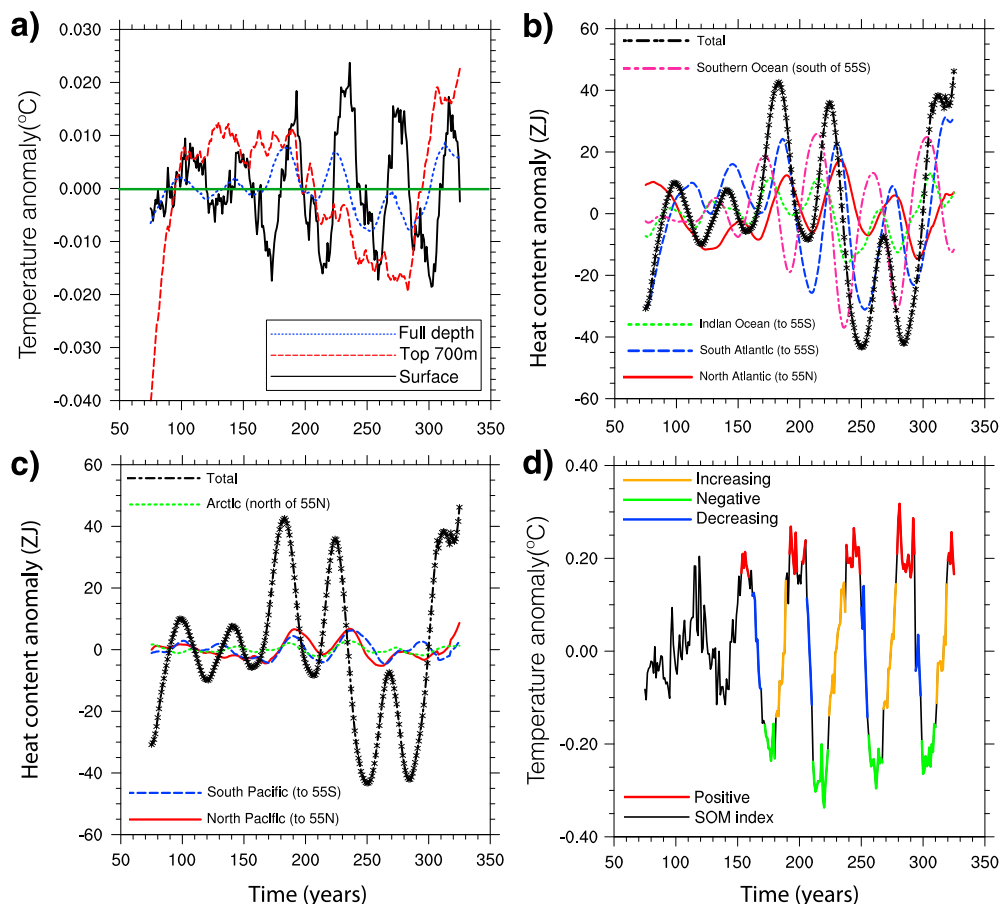 a)
0.030
0.020
0.010
0.000
-0.010
-0.020
-0.030
-0.040
Temperature anomaly(°C)
Full depth
Top 700m
Surface
50 100 150 200 250 300 350
b)
60
40
20
0
-20
-40
-60
Heat content anomaly (ZJ)
Total
Southern Ocean (south of 55S)
Indian Ocean (to 55S)
South Atlantic (to 55S)
North Atlantic (to 55N)
50 100 150 200 250 300 350
c)
60
40
20
0
-20
-40
-60
Heat content anomaly (ZJ)
Total
Arctic (north of 55N)
South Pacific (to 55S)
North Pacific (to 55N)
50 100 150 200 250 300 350
Time (years)
d)
0.40
0.20
0.00
-0.20
-0.40
Temperature anomaly(°C)
Increasing
Negative
Decreasing
Positive
SOM index
50 100 150 200 250 300 350
Time (years)